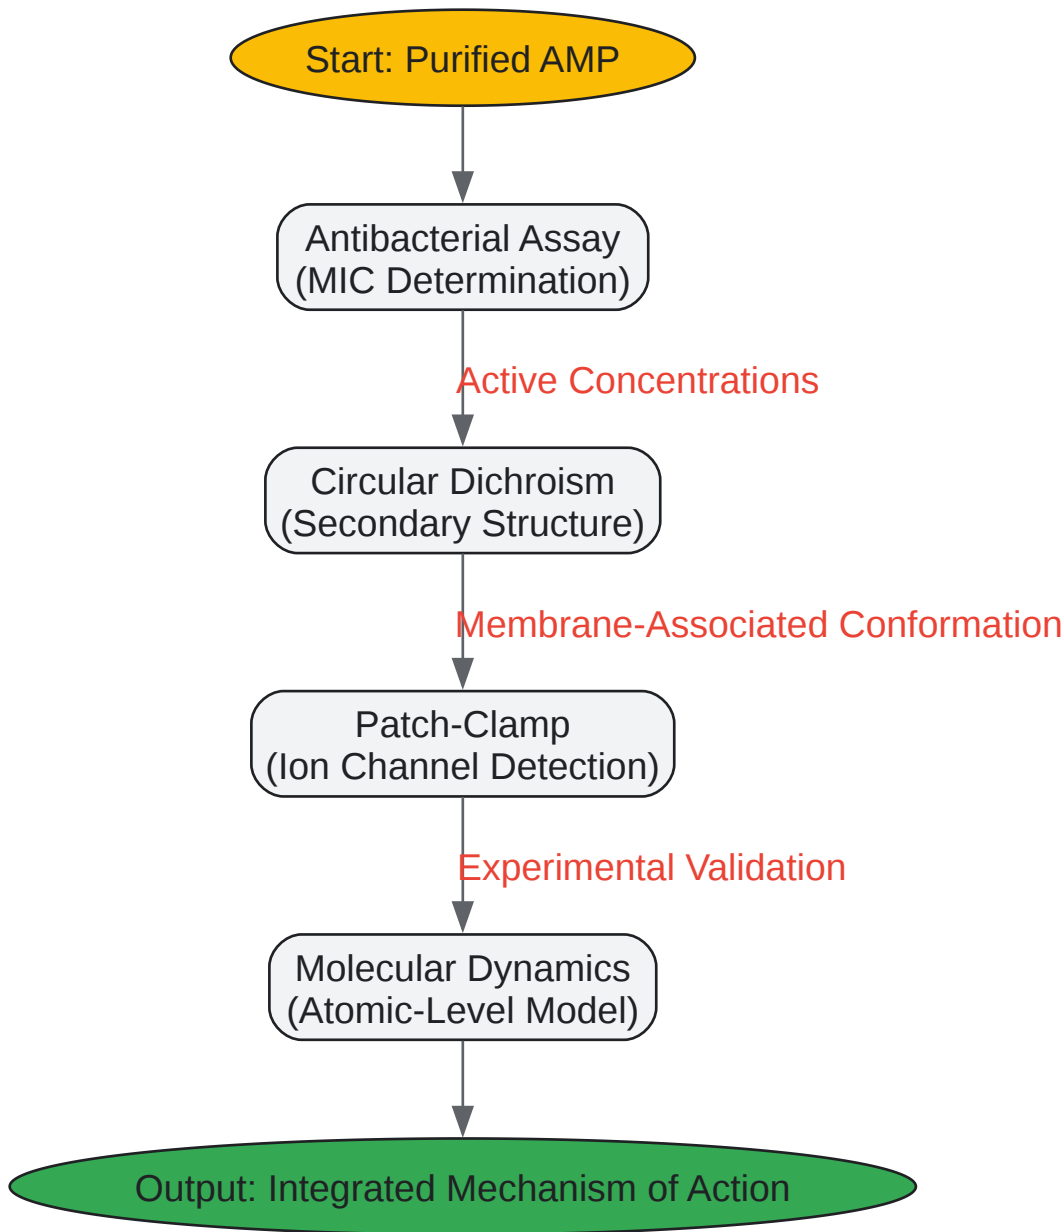 Start: Purified AMP
Antibacterial Assay
(MIC Determination)
Active Concentrations
Circular Dichroism
(Secondary Structure)
Membrane-Associated Conformation
Patch-Clamp
(Ion Channel Detection)
Experimental Validation
Molecular Dynamics
(Atomic-Level Model)
Output: Integrated Mechanism of Action